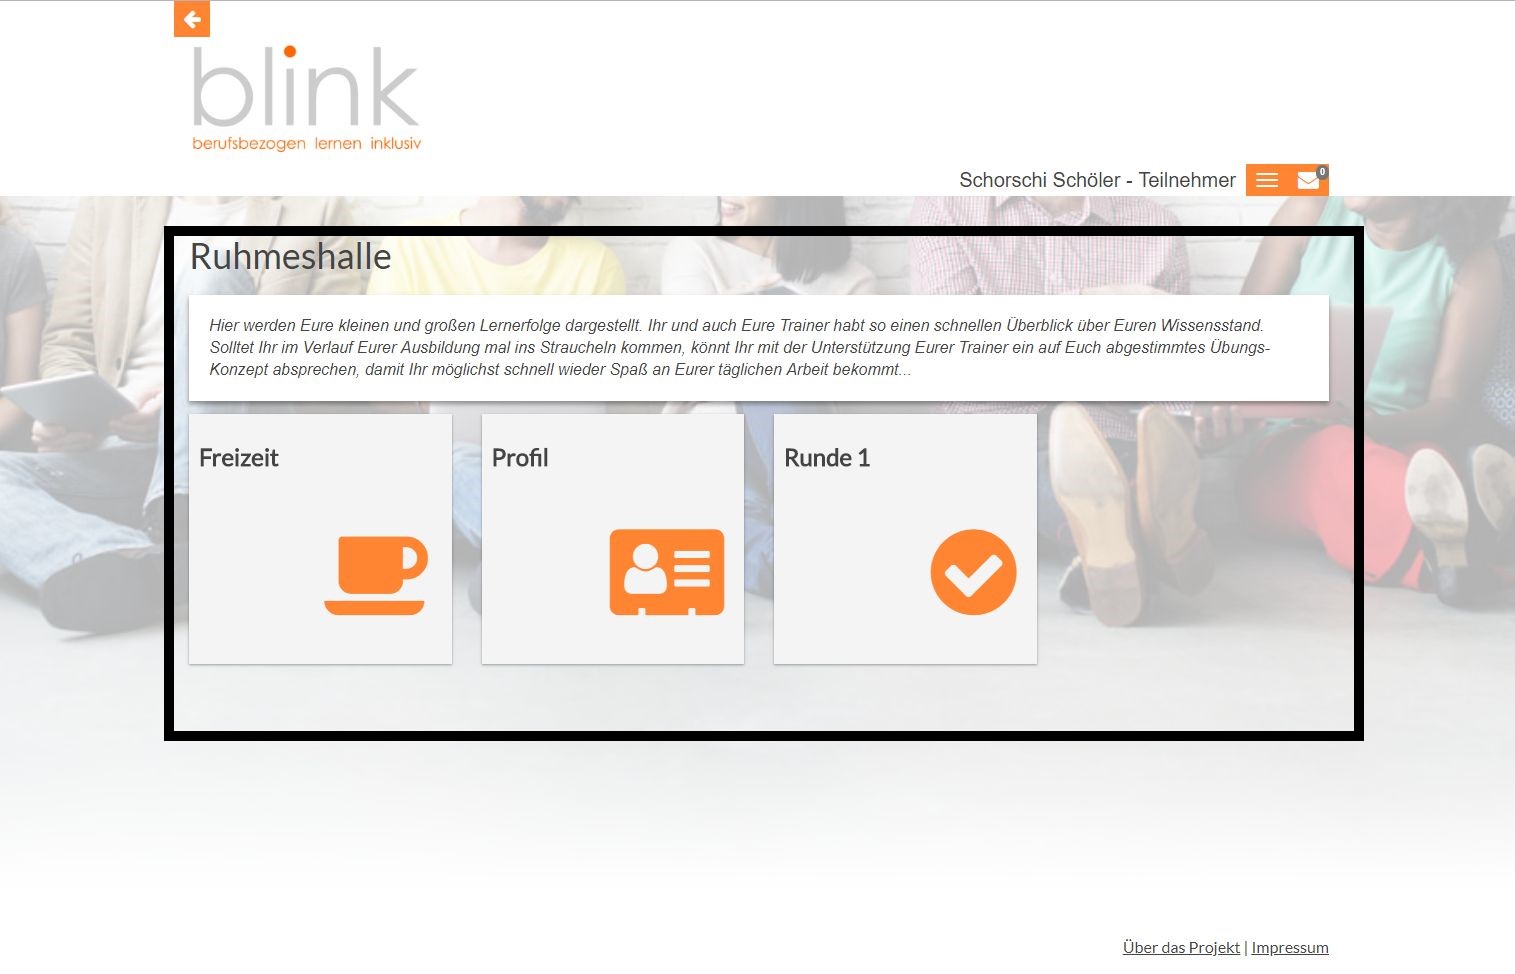 blink
berufsbezogen lernen inklusiv
Schorschi Schöler - Teilnehmer
0
Ruhmeshalle
Hier werden Eure kleinen und großen Lernerfolge dargestellt. Ihr und auch Eure Trainer habt so einen schnellen Überblick über Euren Wissensstand.
Solltet Ihr im Verlauf Eurer Ausbildung mal ins Straucheln kommen, könnt Ihr mit der Unterstützung Eurer Trainer ein auf Euch abgestimmtes Übungs-
Konzept absprechen, damit Ihr möglichst schnell wieder Spaß an Eurer täglichen Arbeit bekommt...
Freizeit
Profil
Runde 1
Über das Projekt | Impressum